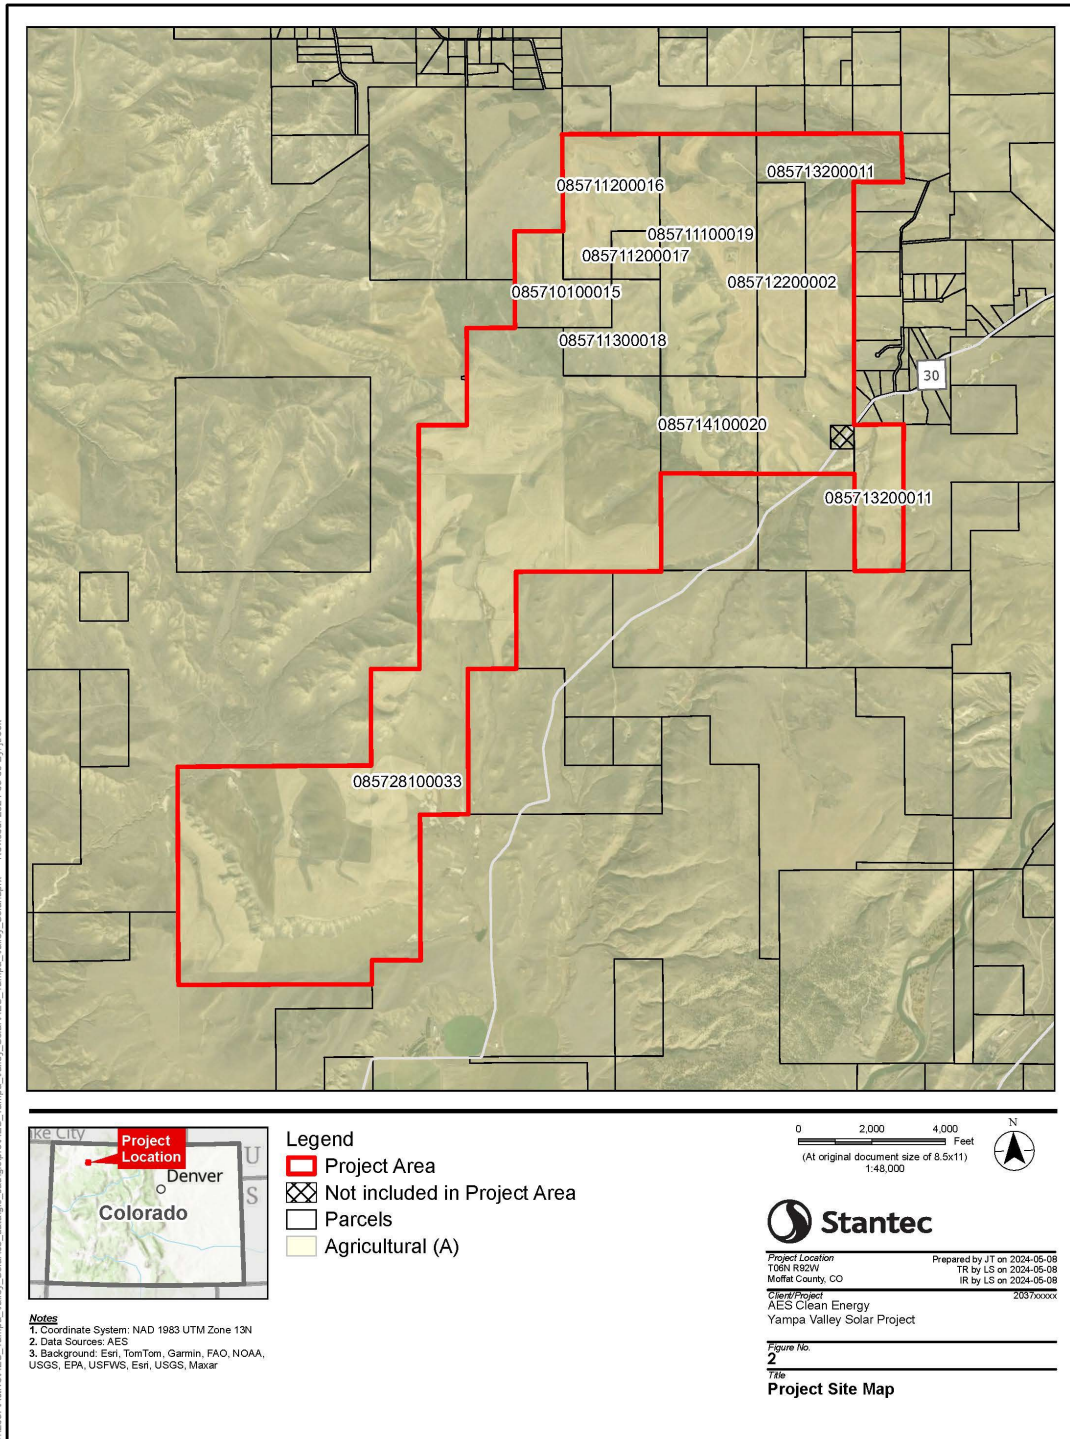 085713200011
085711200016
085711100019
085711200017
085712200002
085710100015
085711300018
30
085714100020
085713200011
085728100033
ke City
Project
Location
U
S
Denver
Colorado
Legend
Project Area
Not included in Project Area
Parcels
Agricultural (A)
0 2,000 4,000
Feet
(At original document size of 8.5x11)
1:48,000
N
Stantec
Project Location
T06N R92W
Moffat County, CO
Prepared by JT on 2024-05-08
TR by LS on 2024-05-08
IR by LS on 2024-05-08
Client/Project 2037xxxxx
AES Clean Energy
Yampa Valley Solar Project
Figure No.
2
Title
Project Site Map
Notes
1. Coordinate System: NAD 1983 UTM Zone 13N
2. Data Sources: AES
3. Background: Esri, TomTom, Garmin, FAO, NOAA,
USGS, EPA, USFWS, Esri, USGS, Maxar